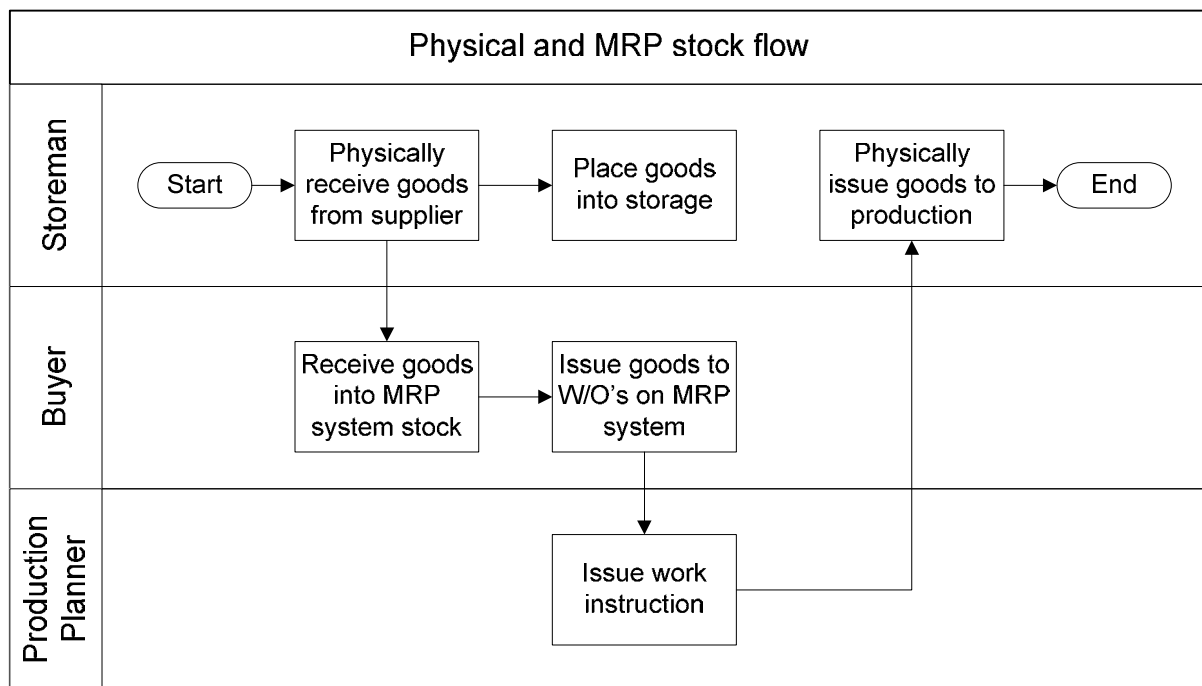 Physical and MRP stock flow
Storeman
Start
Physically
receive goods
from supplier
Place goods
into storage
Physically
issue goods to
production
End
Buyer
Receive goods
into MRP
system stock
Issue goods to
W/O's on MRP
system
Production
Planner
Issue work
instruction